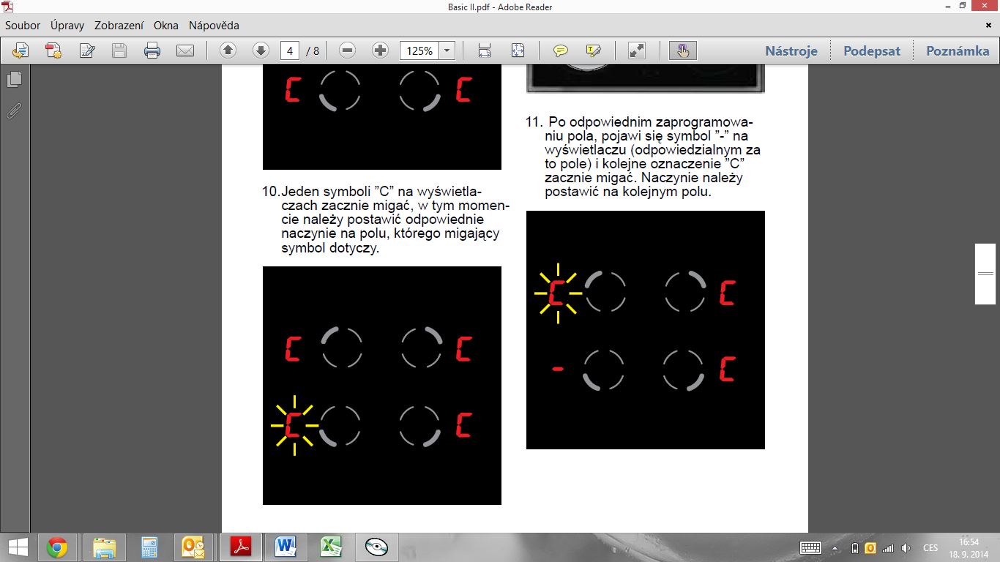 Basic II.pdf - Adobe Reader
Soubor Úpravy Zobrazení Okna Nápověda
4 / 8 125% Nástroje Podepsat Poznámka
C C
10.Jeden symboli ”C” na wyświetla-
czach zacznie migać, w tym momen-
cie należy postawić odpowiednie
naczynie na polu, którego migający
symbol dotyczy.
C C
C C
11. Po odpowiednim zaprogramowa-
niu pola, pojawi się symbol ”-” na
wyświetlaczu (odpowiedzialnym za
to pole) i kolejne oznaczenie ”C”
zacznie migać. Naczynie należy
postawić na kolejnym polu.
C C
- C
CES
16:54
18. 9. 2014